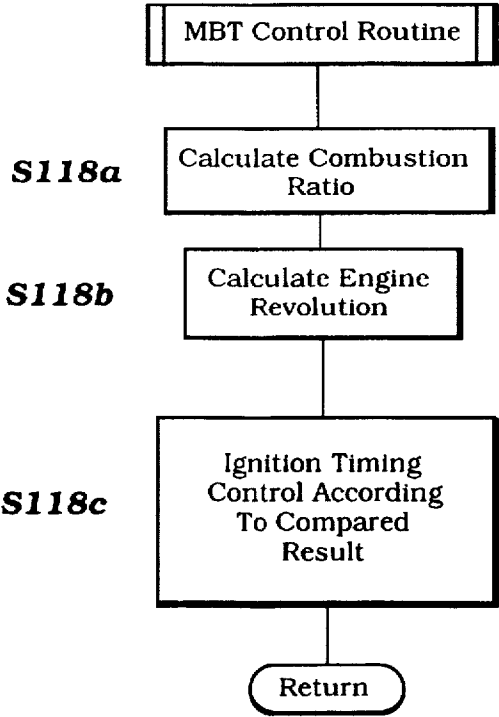 MBT Control Routine
S118a
Calculate Combustion
Ratio
S118b
Calculate Engine
Revolution
S118c
Ignition Timing
Control According
To Compared
Result
Return